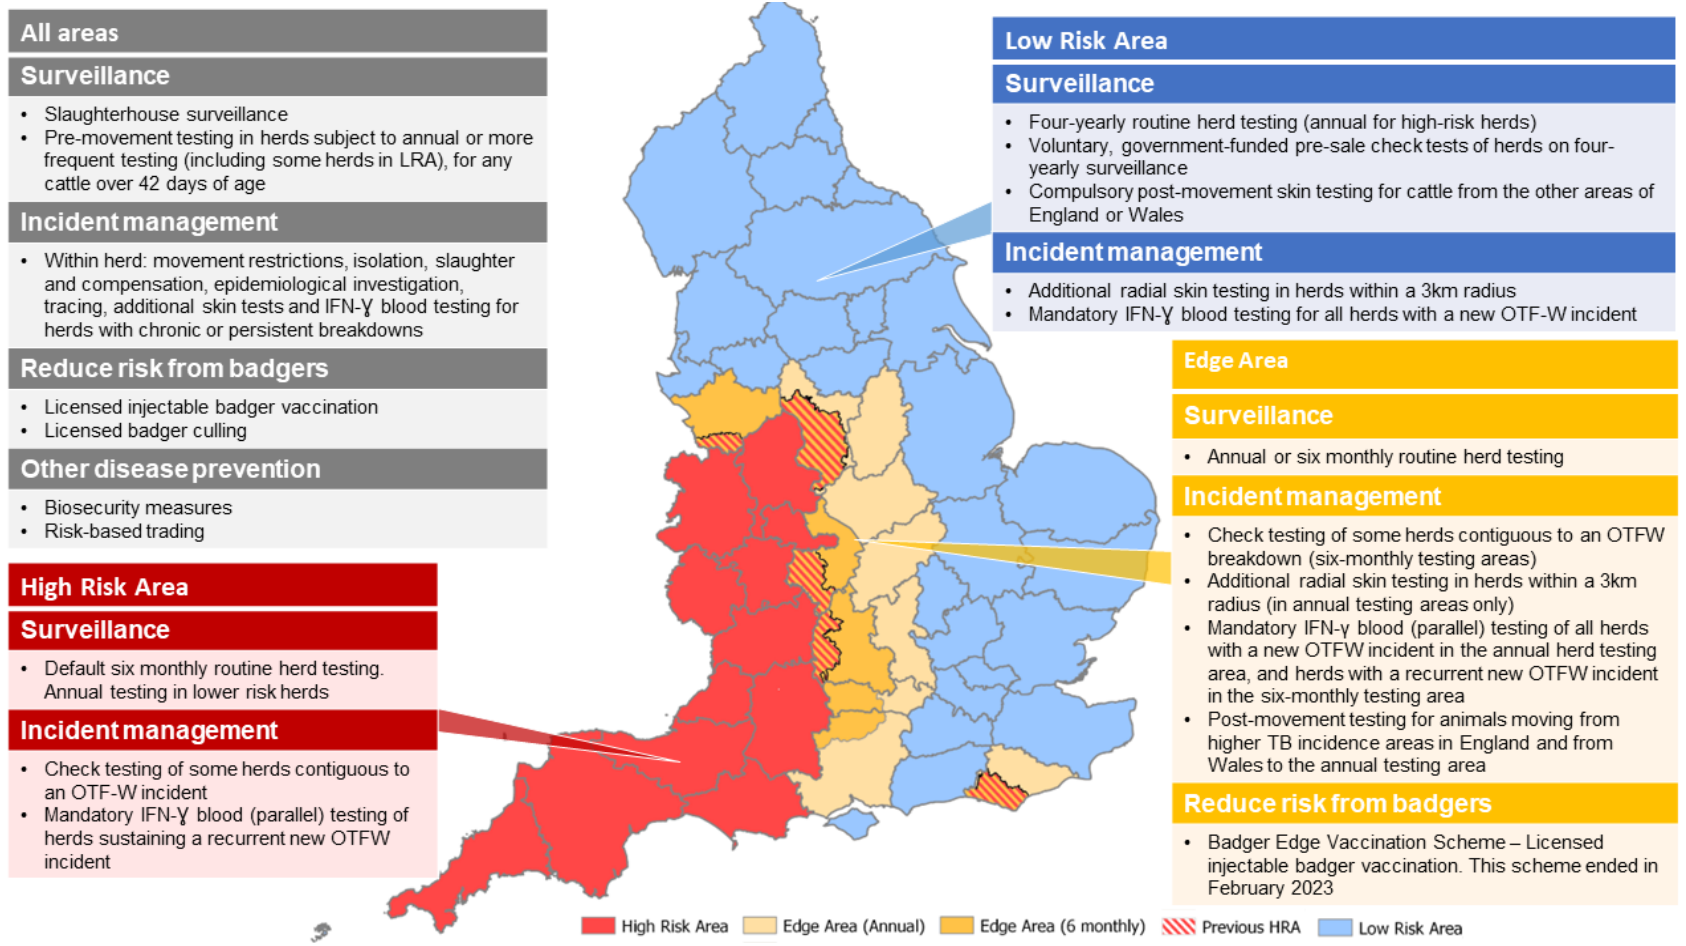 All areas
Surveillance
• Slaughterhouse surveillance
• Pre-movement testing in herds subject to annual or more
frequent testing (including some herds in LRA), for any
cattle over 42 days of age
Incident management
• Within herd: movement restrictions, isolation, slaughter
and compensation, epidemiological investigation,
tracing, additional skin tests and IFN-Ɣ blood testing for
herds with chronic or persistent breakdowns
Reduce risk from badgers
• Licensed injectable badger vaccination
• Licensed badger culling
Other disease prevention
• Biosecurity measures
• Risk-based trading
High Risk Area
Surveillance
• Default six monthly routine herd testing.
Annual testing in lower risk herds
Incident management
• Check testing of some herds contiguous to
an OTF-W incident
• Mandatory IFN-Ɣ blood (parallel) testing of
herds sustaining a recurrent new OTFW
incident
Low Risk Area
Surveillance
• Four-yearly routine herd testing (annual for high-risk herds)
• Voluntary, government-funded pre-sale check tests of herds on four-
yearly surveillance
• Compulsory post-movement skin testing for cattle from the other areas of
England or Wales
Incident management
• Additional radial skin testing in herds within a 3km radius
• Mandatory IFN-Ɣ blood testing for all herds with a new OTF-W incident
Edge Area
Surveillance
• Annual or six monthly routine herd testing
Incident management
• Check testing of some herds contiguous to an OTFW
breakdown (six-monthly testing areas)
• Additional radial skin testing in herds within a 3km
radius (in annual testing areas only)
• Mandatory IFN-γ blood (parallel) testing of all herds
with a new OTFW incident in the annual herd testing
area, and herds with a recurrent new OTFW incident
in the six-monthly testing area
• Post-movement testing for animals moving from
higher TB incidence areas in England and from
Wales to the annual testing area
Reduce risk from badgers
• Badger Edge Vaccination Scheme – Licensed
injectable badger vaccination. This scheme ended in
February 2023
High Risk Area
Edge Area (Annual)
Edge Area (6 monthly)
Previous HRA
Low Risk Area